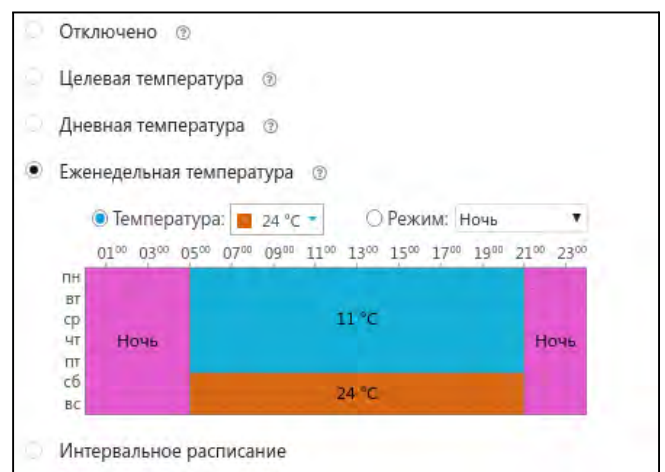 Отключено ?
Целевая температура ?
Дневная температура ?
Еженедельная температура ?
Температура: 24 °C Режим: Ночь
01⁰⁰ 03⁰⁰ 05⁰⁰ 07⁰⁰ 09⁰⁰ 11⁰⁰ 13⁰⁰ 15⁰⁰ 17⁰⁰ 19⁰⁰ 21⁰⁰ 23⁰⁰
пн
вт
ср 11 °C
чт Ночь Ночь
пт
сб 24 °C
вс
Интервальное расписание